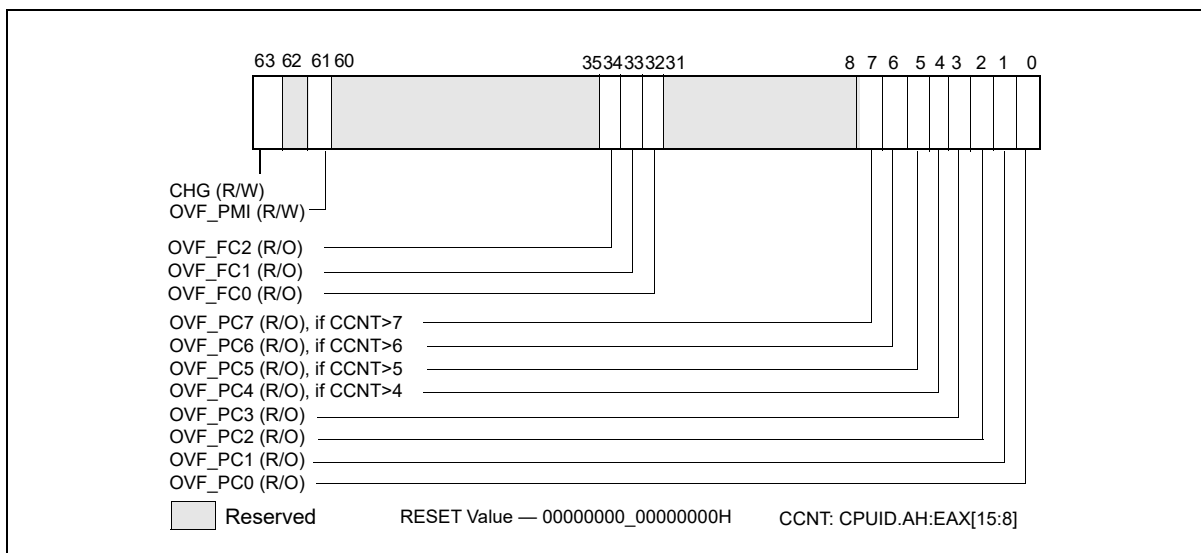 63 62 61 60 35 34 33 32 31 8 7 6 5 4 3 2 1 0
CHG (R/W)
OVF_PMI (R/W)
OVF_FC2 (R/O)
OVF_FC1 (R/O)
OVF_FC0 (R/O)
OVF_PC7 (R/O), if CCNT>7
OVF_PC6 (R/O), if CCNT>6
OVF_PC5 (R/O), if CCNT>5
OVF_PC4 (R/O), if CCNT>4
OVF_PC3 (R/O)
OVF_PC2 (R/O)
OVF_PC1 (R/O)
OVF_PC0 (R/O)
Reserved RESET Value — 00000000_00000000H CCNT: CPUID.AH:EAX[15:8]